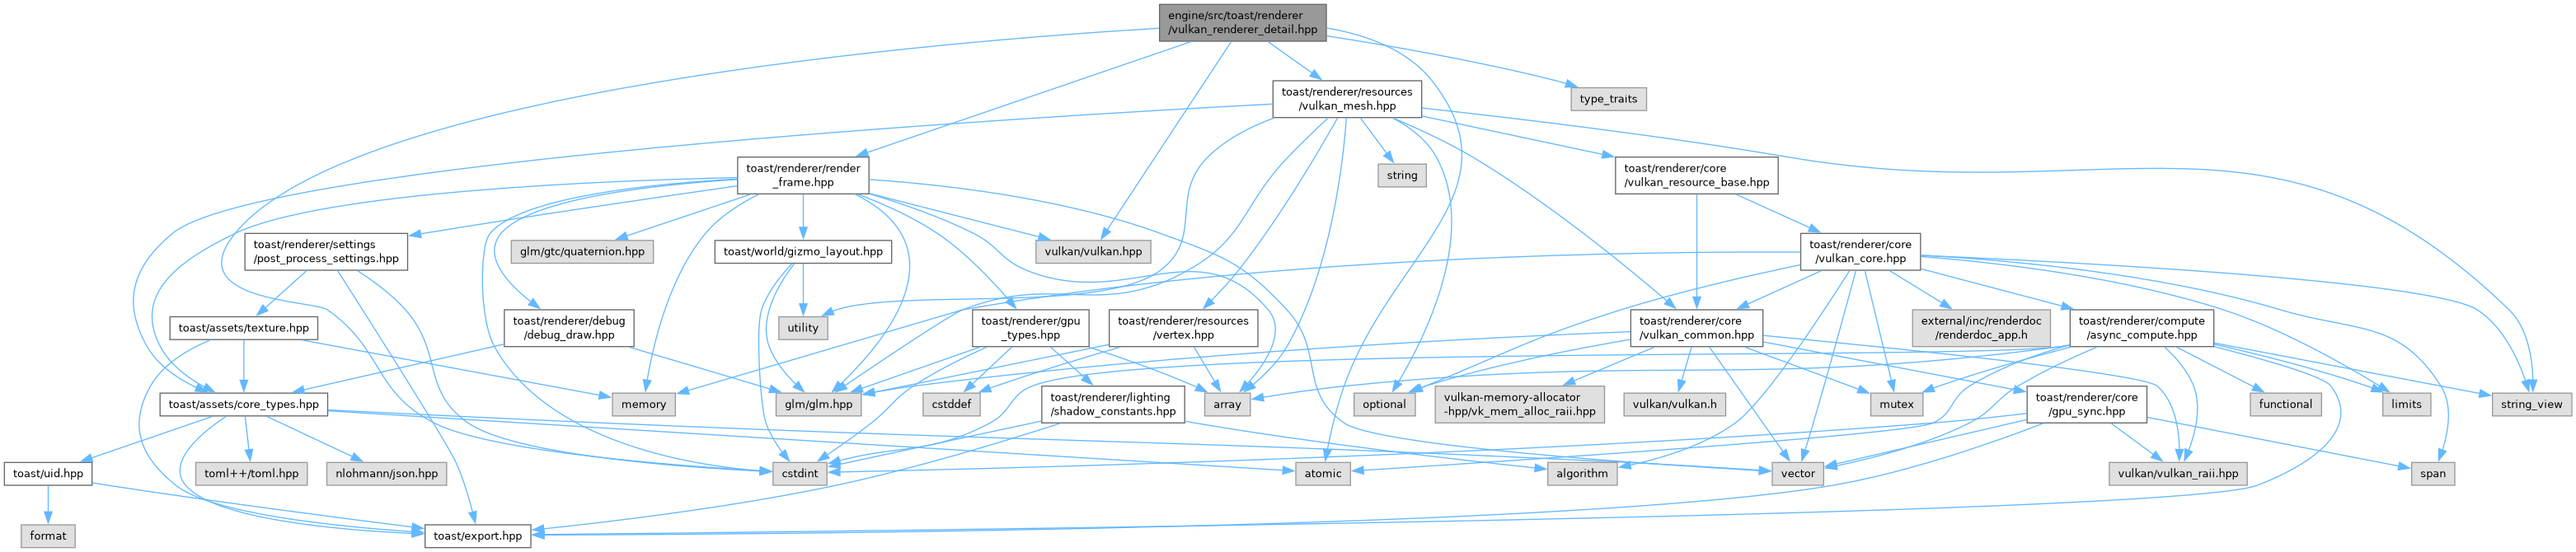 engine/src/toast/renderer
/vulkan_renderer_detail.hpp
toast/renderer/resources
/vulkan_mesh.hpp
type_traits
toast/renderer/render
_frame.hpp
string
toast/renderer/core
/vulkan_resource_base.hpp
toast/renderer/settings
/post_process_settings.hpp
glm/gtc/quaternion.hpp
toast/world/gizmo_layout.hpp
vulkan/vulkan.hpp
toast/renderer/core
/vulkan_core.hpp
toast/assets/texture.hpp
toast/renderer/debug
/debug_draw.hpp
utility
toast/renderer/gpu
_types.hpp
toast/renderer/resources
/vertex.hpp
toast/renderer/core
/vulkan_common.hpp
external/inc/renderdoc
/renderdoc_app.h
toast/renderer/compute
/async_compute.hpp
toast/assets/core_types.hpp
memory
glm/glm.hpp
cstddef
toast/renderer/lighting
/shadow_constants.hpp
array
optional
vulkan-memory-allocator
-hpp/vk_mem_alloc_raii.hpp
vulkan/vulkan.h
mutex
toast/renderer/core
/gpu_sync.hpp
functional
limits
string_view
toast/uid.hpp
toml++/toml.hpp
nlohmann/json.hpp
cstdint
atomic
algorithm
vector
vulkan/vulkan_raii.hpp
span
format
toast/export.hpp